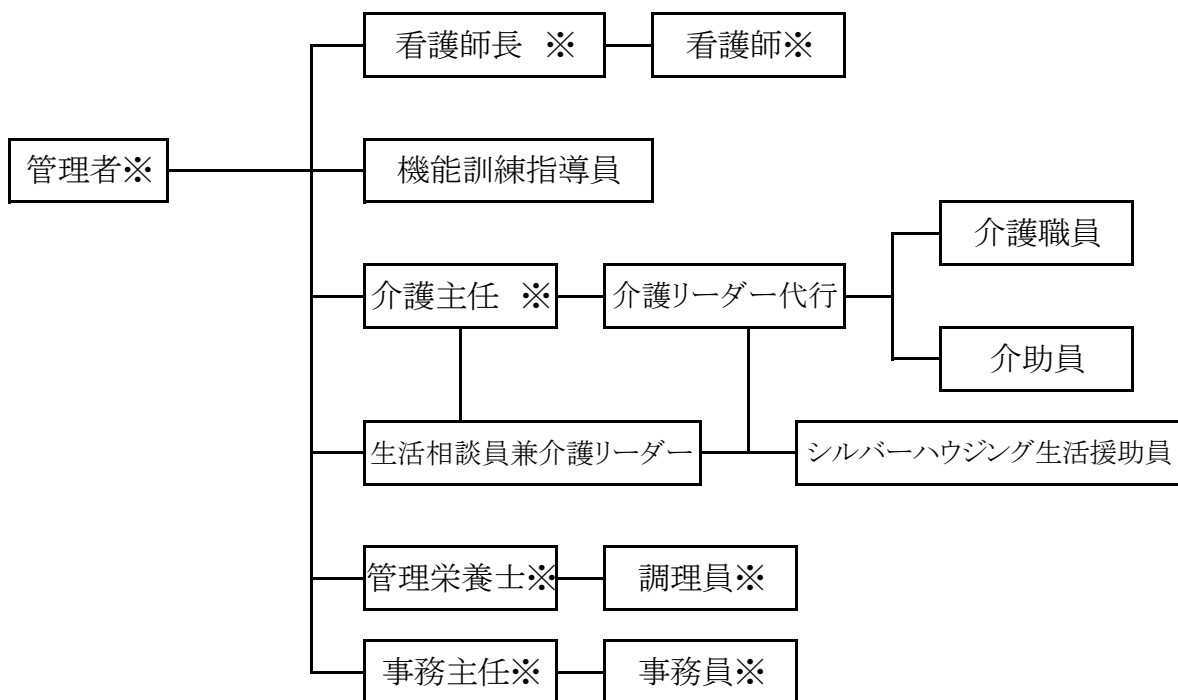 看護師長　※
看護師※
管理者※
機能訓練指導員
介護職員
介護主任　※
介護リーダー代行
介助員
生活相談員兼介護リーダー
シルバーハウジング生活援助員
管理栄養士※
調理員※
事務主任※
事務員※